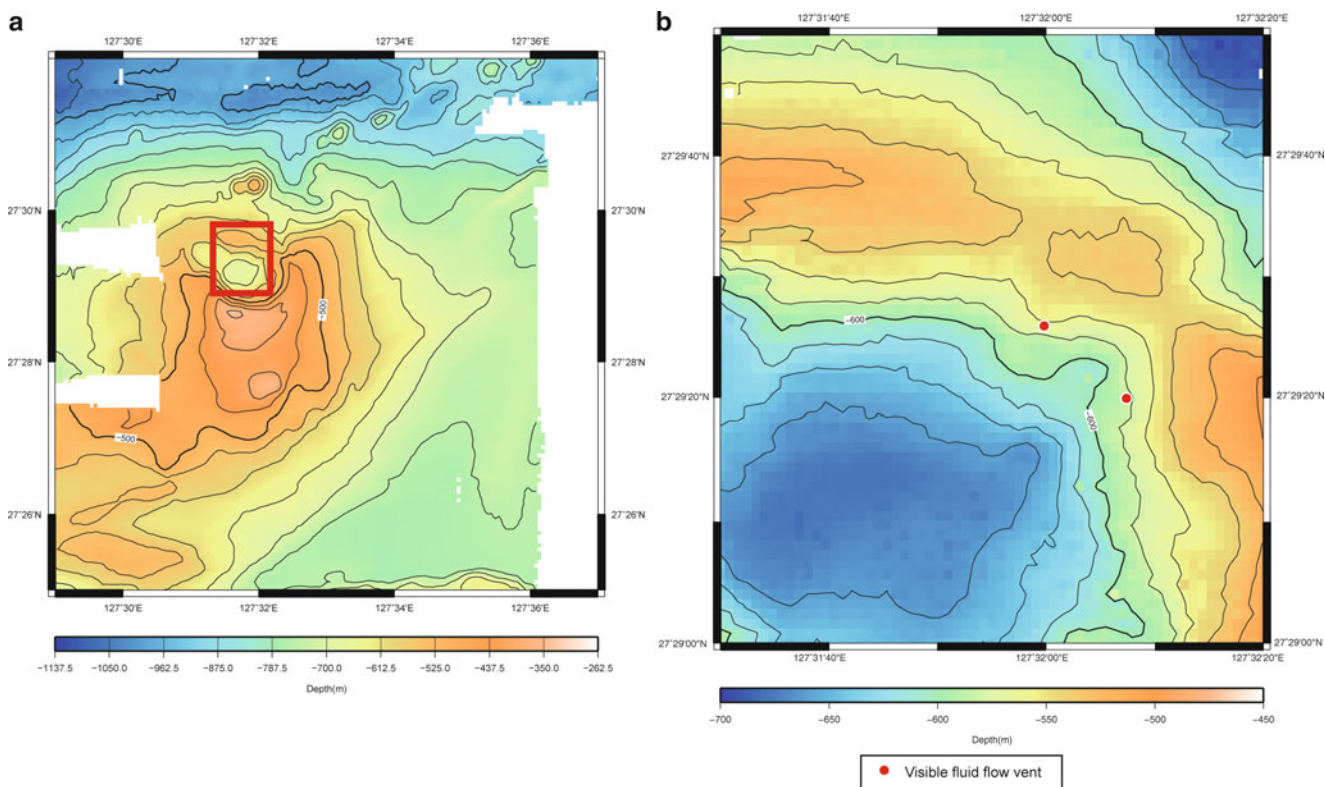 a
127°30'E 127°32'E 127°34'E 127°36'E
27°30'N 27°30'N
-500
27°28'N 27°28'N
-500
27°26'N 27°26'N
127°30'E 127°32'E 127°34'E 127°36'E
-1137.5 -1050.0 -962.5 -875.0 -787.5 -700.0 -612.5 -525.0 -437.5 -350.0 -262.5
Depth(m)
b
127°31'40"E 127°32'00"E 127°32'20"E
27°29'40"N 27°29'40"N
-600
27°29'20"N 27°29'20"N
-600
27°29'00"N 27°29'00"N
127°31'40"E 127°32'00"E 127°32'20"E
-700 -650 -600 -550 -500 -450
Depth(m)
Visible fluid flow vent